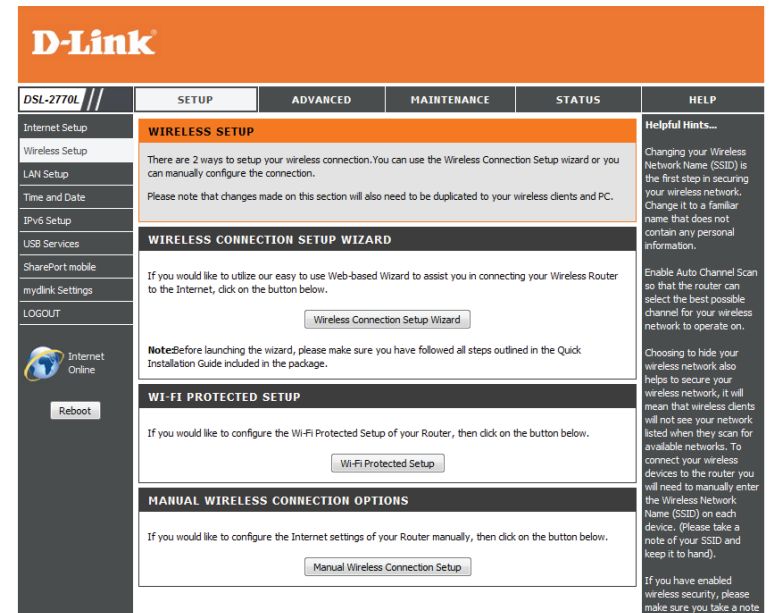 D-Link
DSL-2770L
SETUP
ADVANCED
MAINTENANCE
STATUS
HELP
Internet Setup
Wireless Setup
LAN Setup
Time and Date
IPv6 Setup
USB Services
SharePort mobile
mydlink Settings
LOGOUT
Internet
Online
Reboot
WIRELESS SETUP
There are 2 ways to setup your wireless connection.You can use the Wireless Connection Setup wizard or you
can manually configure the connection.
Please note that changes made on this section will also need to be duplicated to your wireless clients and PC.
WIRELESS CONNECTION SETUP WIZARD
If you would like to utilize our easy to use Web-based Wizard to assist you in connecting your Wireless Router
to the Internet, click on the button below.
Wireless Connection Setup Wizard
Note:Before launching the wizard, please make sure you have followed all steps outlined in the Quick
Installation Guide included in the package.
WI-FI PROTECTED SETUP
If you would like to configure the Wi-Fi Protected Setup of your Router, then click on the button below.
Wi-Fi Protected Setup
MANUAL WIRELESS CONNECTION OPTIONS
If you would like to configure the Internet settings of your Router manually, then click on the button below.
Manual Wireless Connection Setup
Helpful Hints...
Changing your Wireless
Network Name (SSID) is
the first step in securing
your wireless network.
Change it to a familiar
name that does not
contain any personal
information.
Enable Auto Channel Scan
so that the router can
select the best possible
channel for your wireless
network to operate on.
Choosing to hide your
wireless network also
helps to secure your
wireless network, it will
mean that wireless clients
will not see your network
listed when they scan for
available networks. To
connect your wireless
devices to the router you
will need to manually enter
the Wireless Network
Name (SSID) on each
device. (Please take a
note of your SSID and
keep it to hand).
If you have enabled
wireless security, please
make sure you take a note